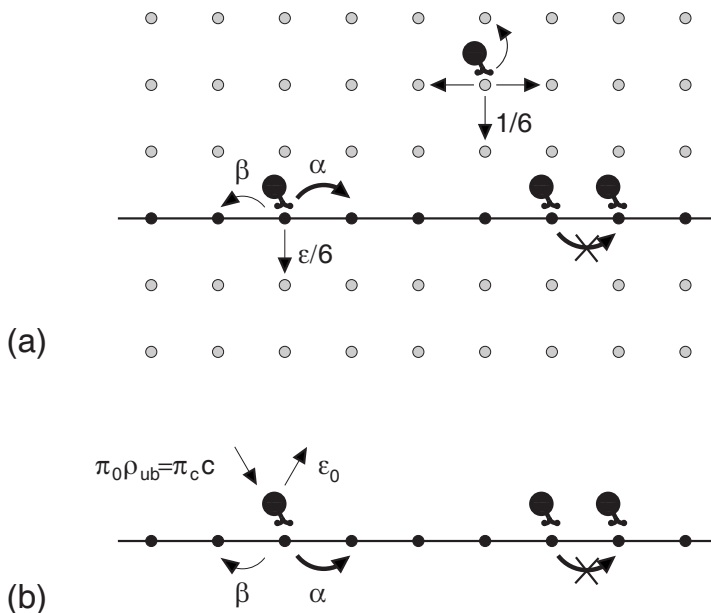 1/6
β α
ε/6
(a)
π₀ρub=πcc ε₀
β α
(b)